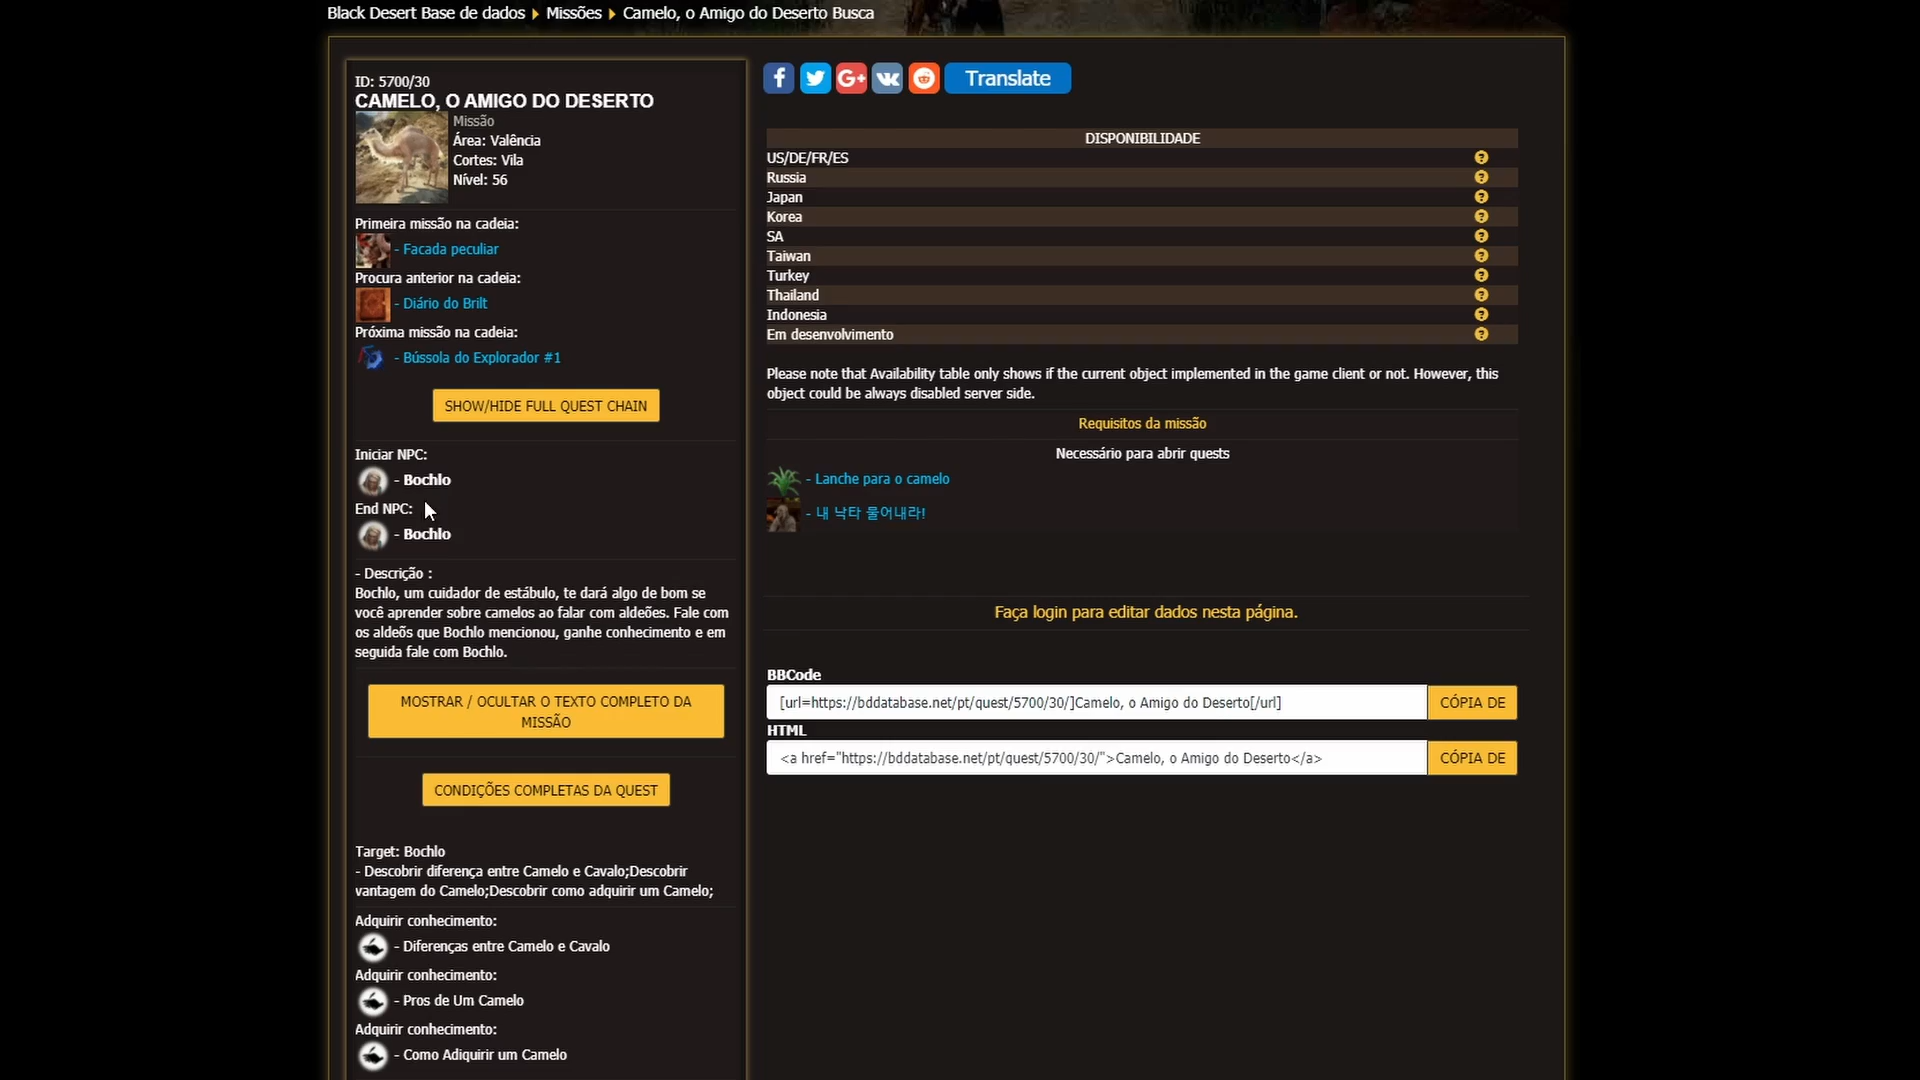 Black Desert Base de dados Missões Camelo, o Amigo do Deserto Busca
ID: 5700/30
CAMELO, O AMIGO DO DESERTO
Missão
Área: Valência
Cortes: Vila
Nível: 56
Primeira missão na cadeia:
- Facada peculiar
Procura anterior na cadeia:
- Diário do Brilt
Próxima missão na cadeia:
- Bússola do Explorador #1
SHOW/HIDE FULL QUEST CHAIN
Iniciar NPC:
- Bochlo
End NPC:
- Bochlo
- Descrição :
Bochlo, um cuidador de estábulo, te dará algo de bom se
você aprender sobre camelos ao falar com aldeões. Fale com
os aldeõs que Bochlo mencionou, ganhe conhecimento e em
seguida fale com Bochlo.
MOSTRAR / OCULTAR O TEXTO COMPLETO DA
MISSÃO
CONDIÇÕES COMPLETAS DA QUEST
Target: Bochlo
- Descobrir diferença entre Camelo e Cavalo;Descobrir
vantagem do Camelo;Descobrir como adquirir um Camelo;
Adquirir conhecimento:
- Diferenças entre Camelo e Cavalo
Adquirir conhecimento:
- Pros de Um Camelo
Adquirir conhecimento:
- Como Adiquirir um Camelo
f G+ Translate
DISPONIBILIDADE
US/DE/FR/ES ?
Russia ?
Japan ?
Korea ?
SA ?
Taiwan ?
Turkey ?
Thailand ?
Indonesia ?
Em desenvolvimento ?
Please note that Availability table only shows if the current object implemented in the game client or not. However, this
object could be always disabled server side.
Requisitos da missão
Necessário para abrir quests
- Lanche para o camelo
- 내 낙타 물어내라!
Faça login para editar dados nesta página.
BBCode
[url=https://bddatabase.net/pt/quest/5700/30/]Camelo, o Amigo do Deserto[/url] CÓPIA DE
HTML
<a href="https://bddatabase.net/pt/quest/5700/30/">Camelo, o Amigo do Deserto</a> CÓPIA DE